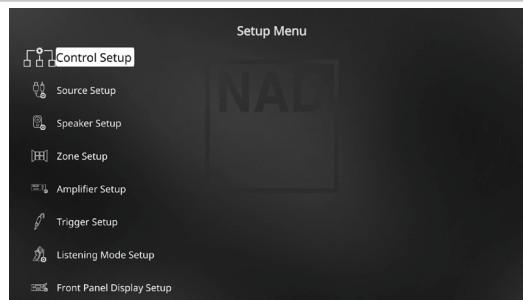 Setup Menu
Control Setup
NAD
Source Setup
Speaker Setup
Zone Setup
Amplifier Setup
Trigger Setup
Listening Mode Setup
Front Panel Display Setup